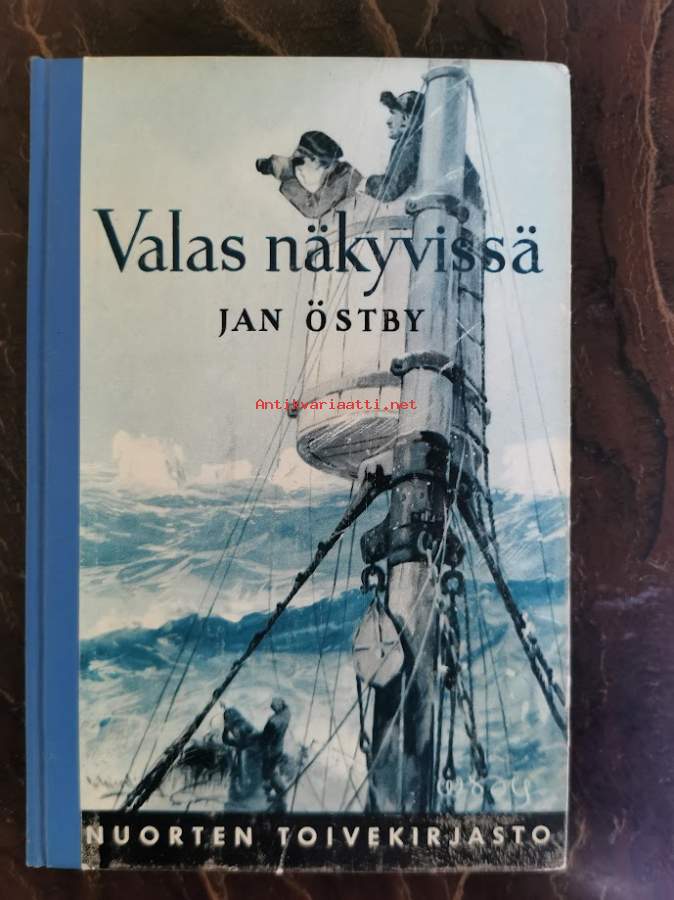 Valas näkyvissä
JAN ÖSTBY
Antikvariaatti.net
NUORTEN TOIVEKIRJASTO